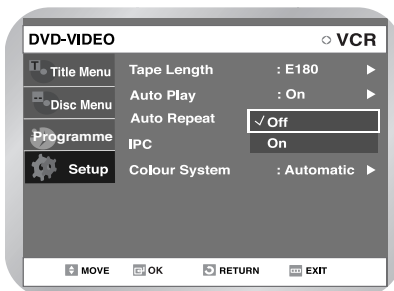 DVD-VIDEO VCR
Title Menu
Disc Menu
Programme
Setup
Tape Length : E180
Auto Play : On
Auto Repeat
Off
IPC
On
Colour System : Automatic
MOVE OK RETURN EXIT